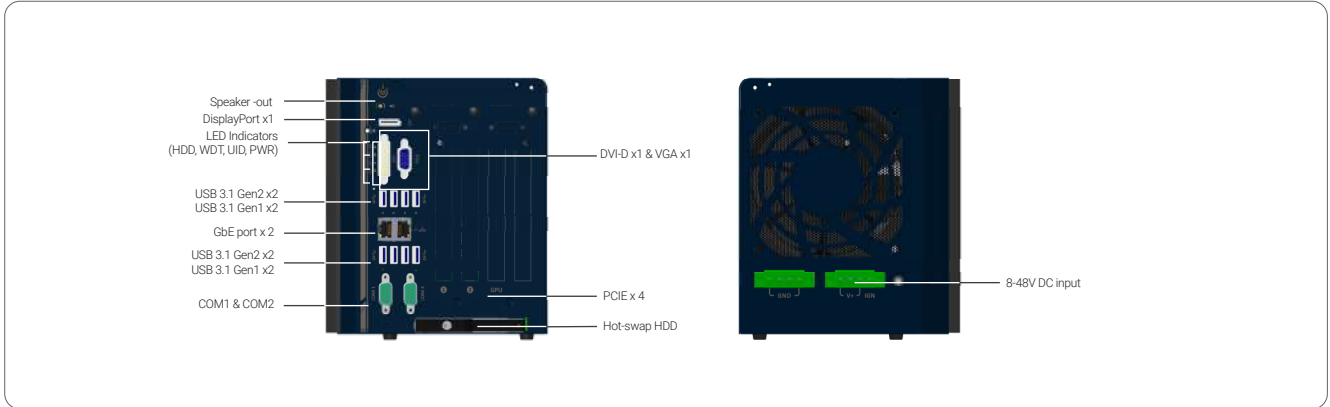 Speaker -out
DisplayPort x1
LED Indicators
(HDD, WDT, UID, PWR)
USB 3.1 Gen2 x2
USB 3.1 Gen1 x2
GbE port x 2
USB 3.1 Gen2 x2
USB 3.1 Gen1 x2
COM1 & COM2
DVI-D x1 & VGA x1
PCIE x 4
Hot-swap HDD
GPU
GND
V+ IGN
8-48V DC input